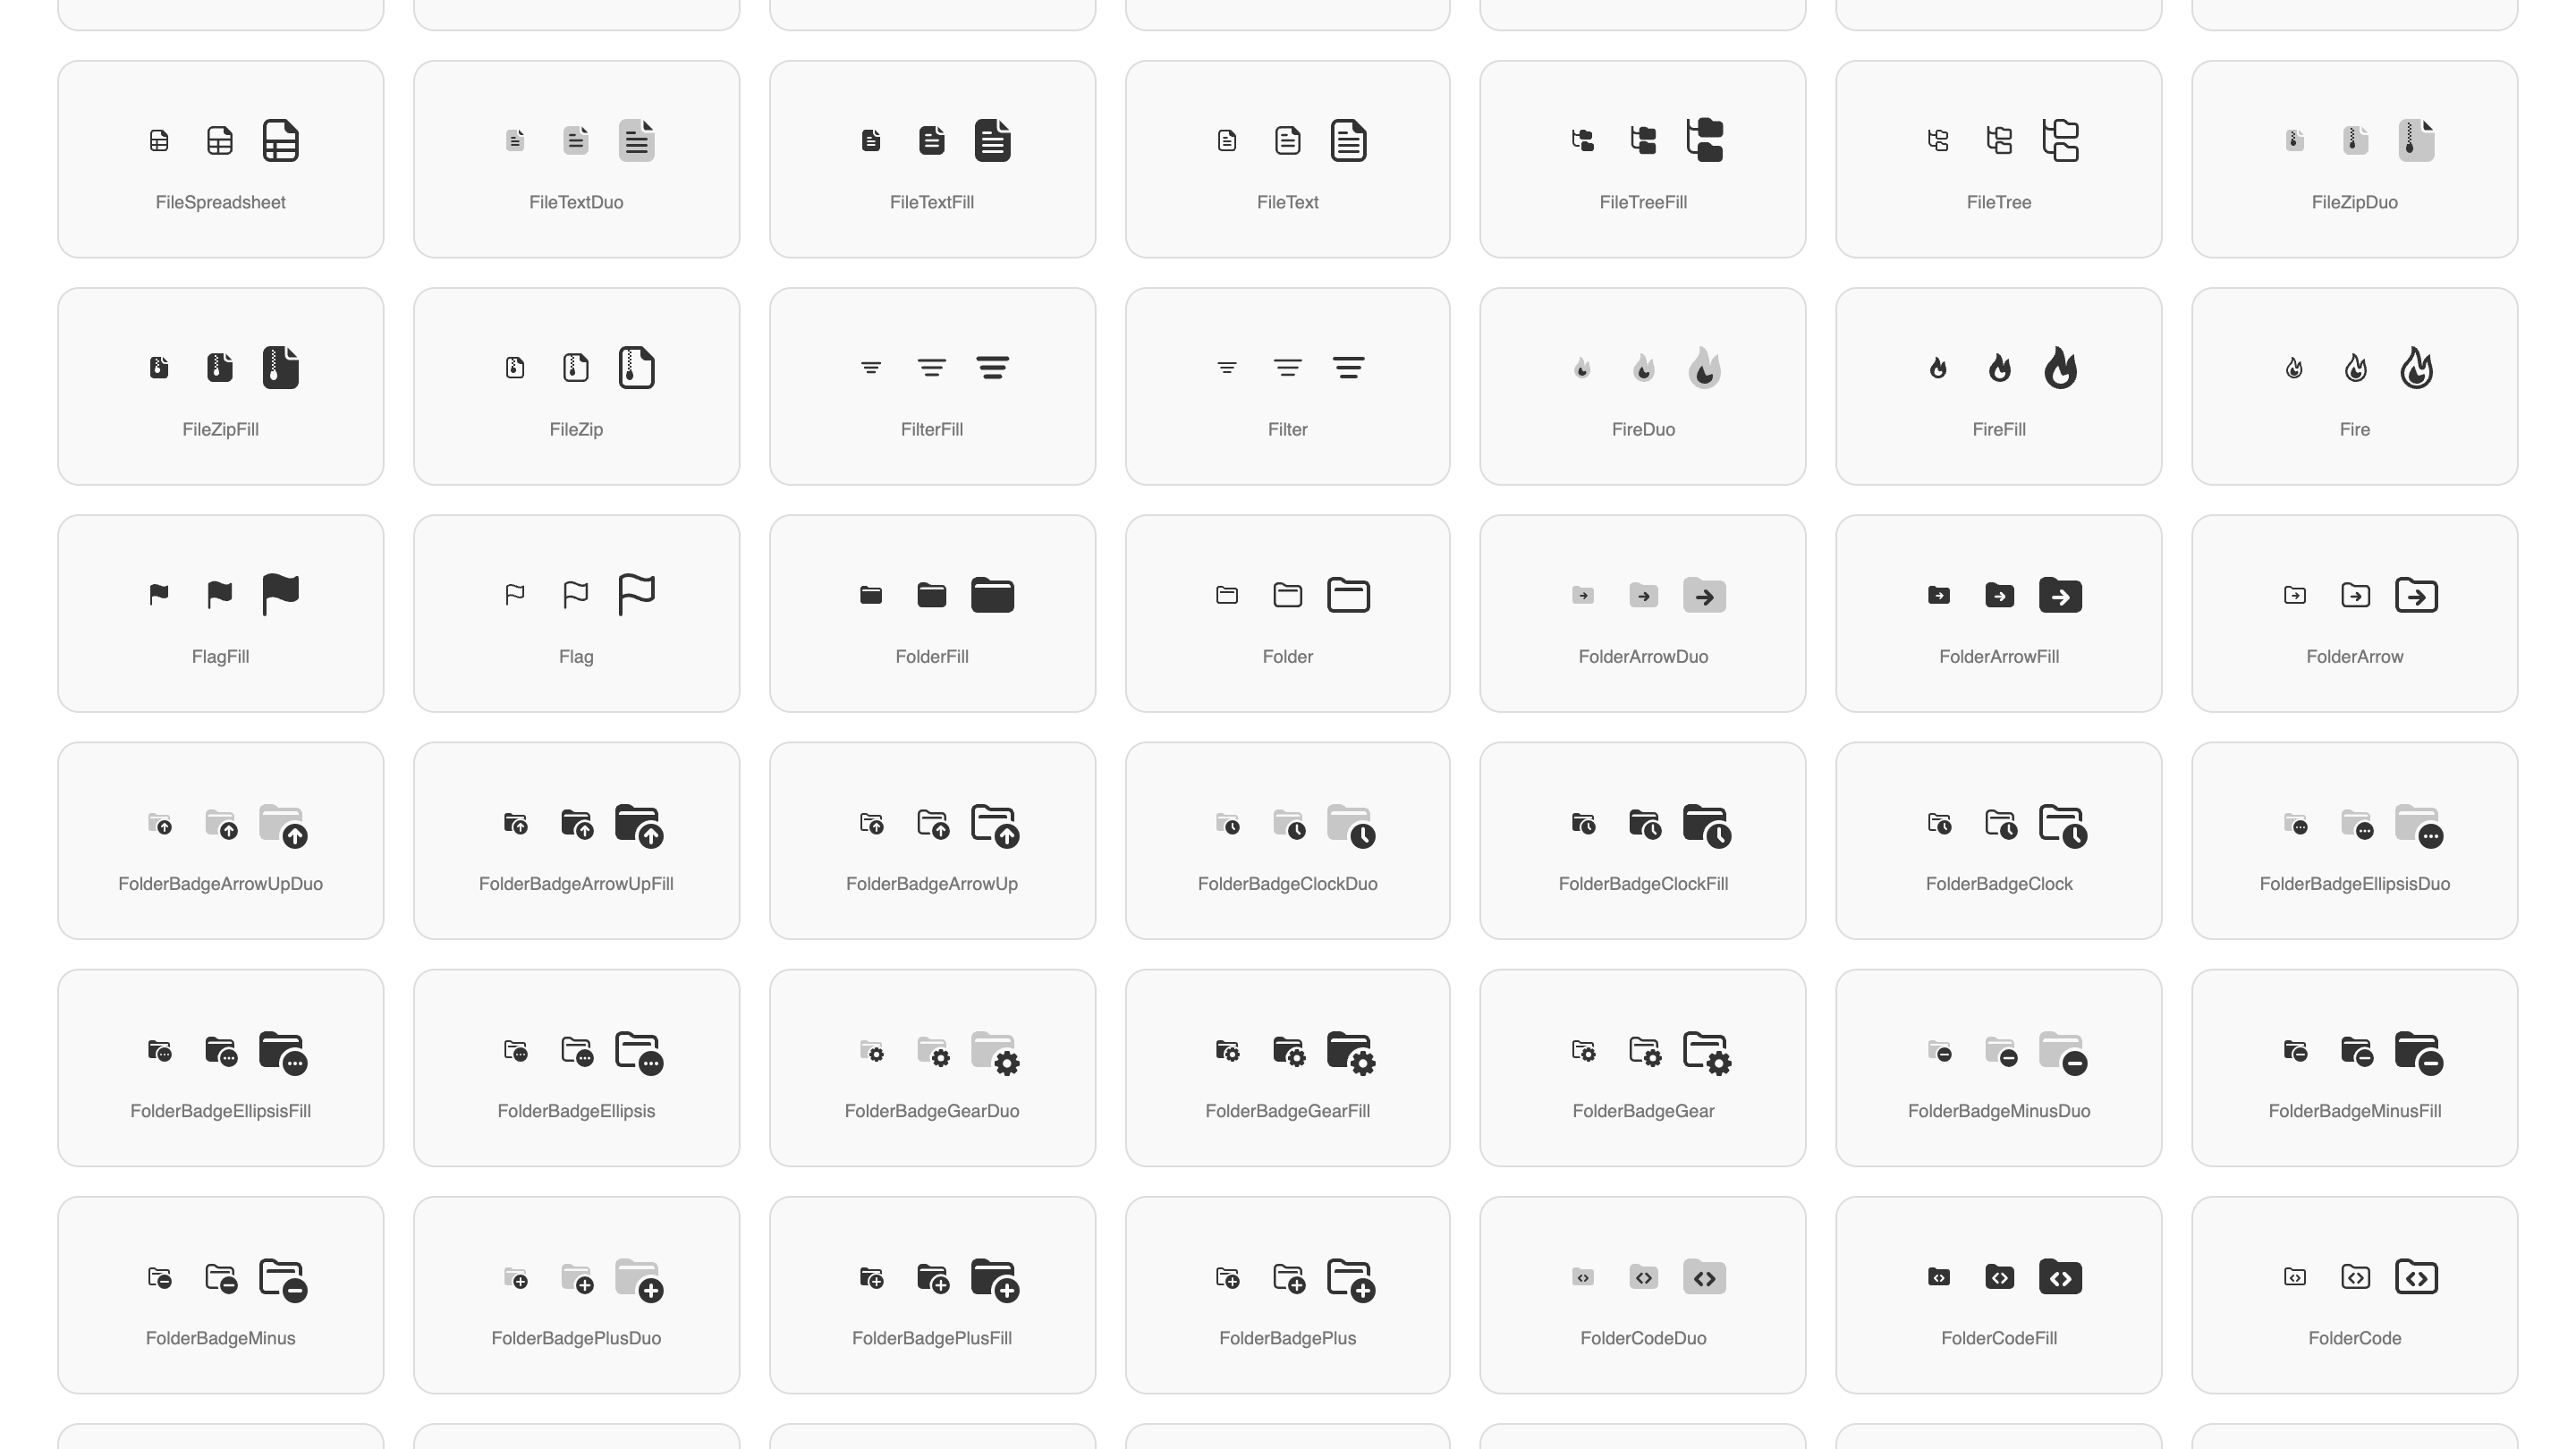 FileSpreadsheet
FileTextDuo
FileTextFill
FileText
FileTreeFill
FileTree
FileZipDuo
FileZipFill
FileZip
FilterFill
Filter
FireDuo
FireFill
Fire
FlagFill
Flag
FolderFill
Folder
FolderArrowDuo
FolderArrowFill
FolderArrow
FolderBadgeArrowUpDuo
FolderBadgeArrowUpFill
FolderBadgeArrowUp
FolderBadgeClockDuo
FolderBadgeClockFill
FolderBadgeClock
FolderBadgeEllipsisDuo
FolderBadgeEllipsisFill
FolderBadgeEllipsis
FolderBadgeGearDuo
FolderBadgeGearFill
FolderBadgeGear
FolderBadgeMinusDuo
FolderBadgeMinusFill
FolderBadgeMinus
FolderBadgePlusDuo
FolderBadgePlusFill
FolderBadgePlus
FolderCodeDuo
FolderCodeFill
FolderCode